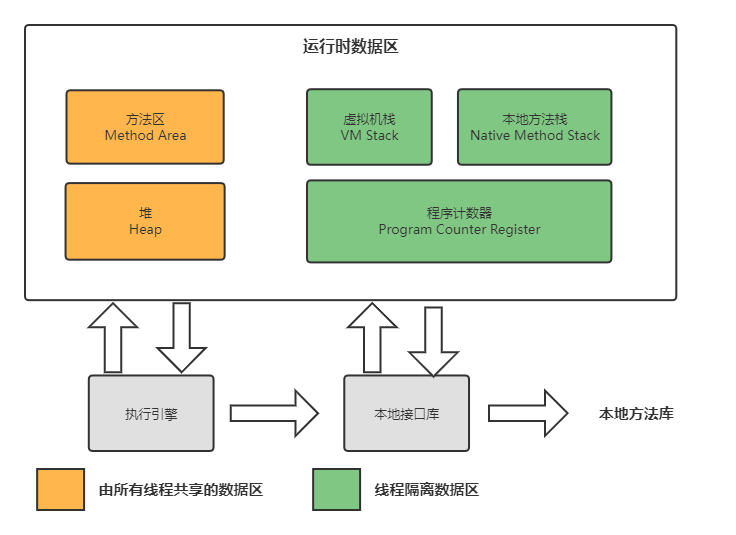 运行时数据区
方法区
Method Area
虚拟机栈
VM Stack
本地方法栈
Native Method Stack
堆
Heap
程序计数器
Program Counter Register
执行引擎
本地接口库
本地方法库
由所有线程共享的数据区
线程隔离数据区